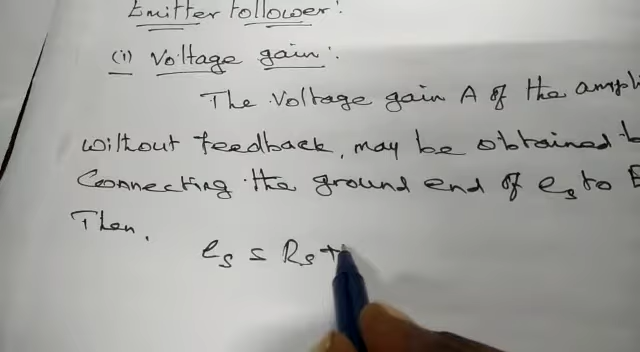 Emitter follower:
(i) Voltage gain:
The Voltage gain A of the ampli
without feedback, may be obtained b
Connecting the ground end of es to E
Then,
es = Rs +